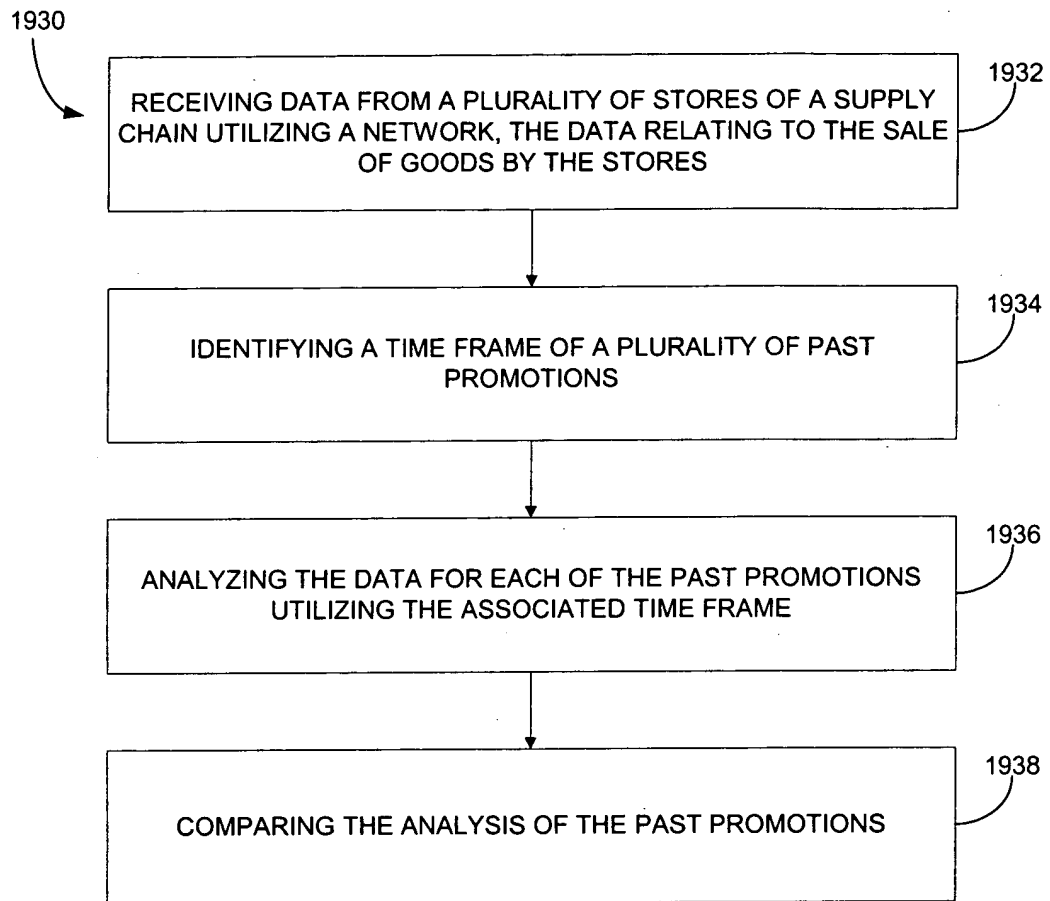 1930
1932
RECEIVING DATA FROM A PLURALITY OF STORES OF A SUPPLY
CHAIN UTILIZING A NETWORK, THE DATA RELATING TO THE SALE
OF GOODS BY THE STORES
1934
IDENTIFYING A TIME FRAME OF A PLURALITY OF PAST
PROMOTIONS
1936
ANALYZING THE DATA FOR EACH OF THE PAST PROMOTIONS
UTILIZING THE ASSOCIATED TIME FRAME
1938
COMPARING THE ANALYSIS OF THE PAST PROMOTIONS